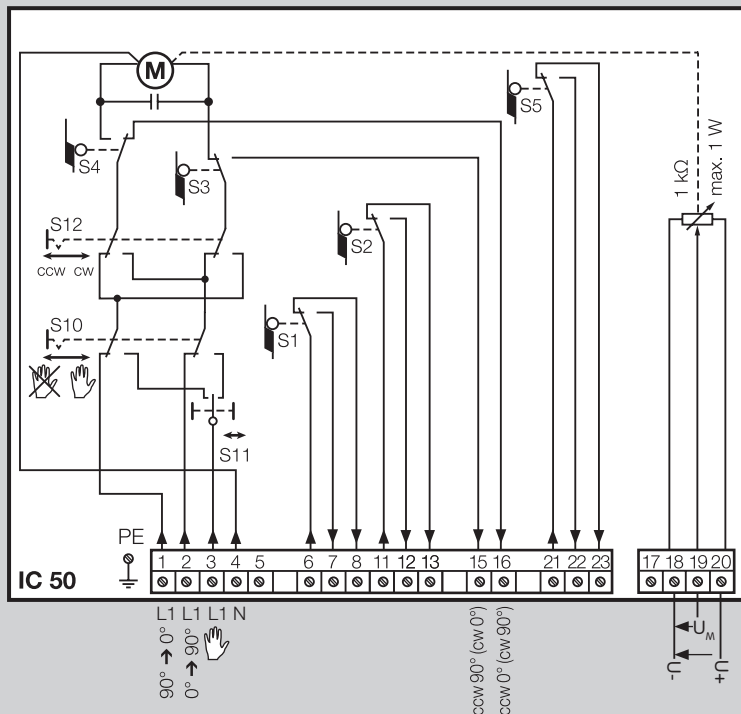 M
S4
S3
S5
1 kΩ
max. 1 W
S12
ccw cw
S2
S10
S1
S11
PE
1 2 3 4 5 6 7 8 11 12 13 15 16 21 22 23 17 18 19 20
IC 50
L1 L1 L1 N
90° ➔ 0°
0° ➔ 90°
ccw 90° (cw 0°)
ccw 0° (cw 90°)
U-
UM
U+